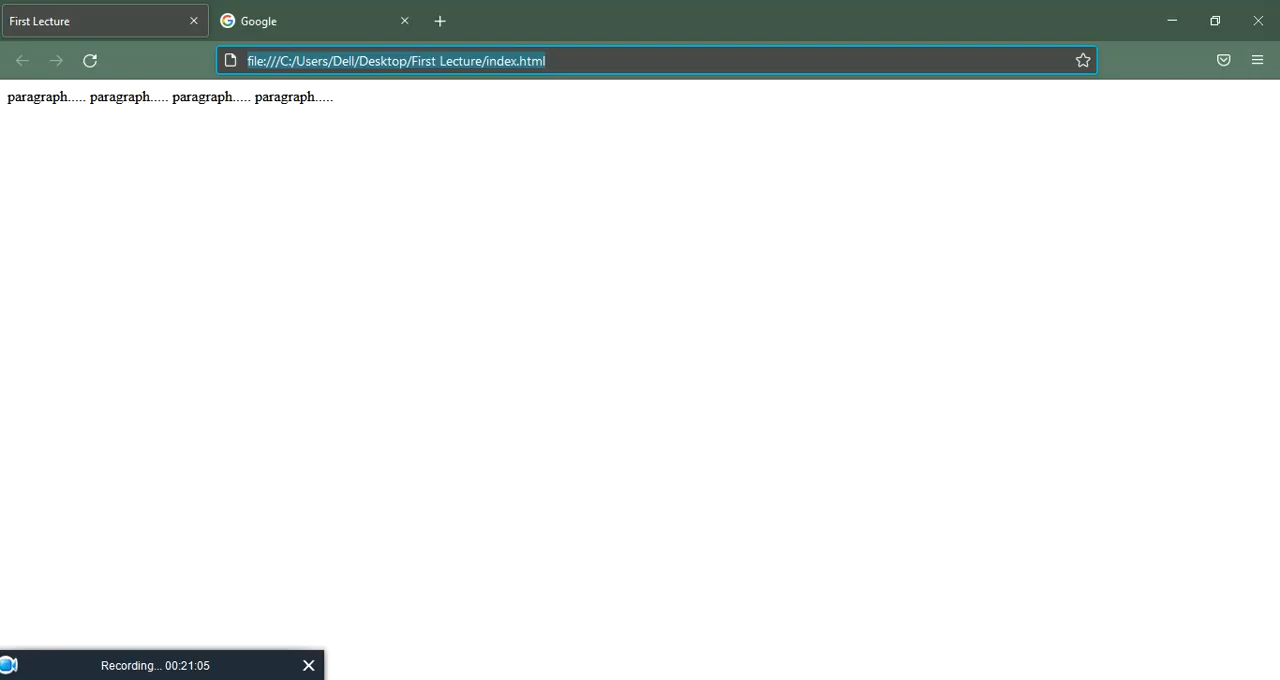 First Lecture
Google
file:///C:/Users/Dell/Desktop/First Lecture/index.html
paragraph..... paragraph..... paragraph..... paragraph.....
Recording... 00:21:05